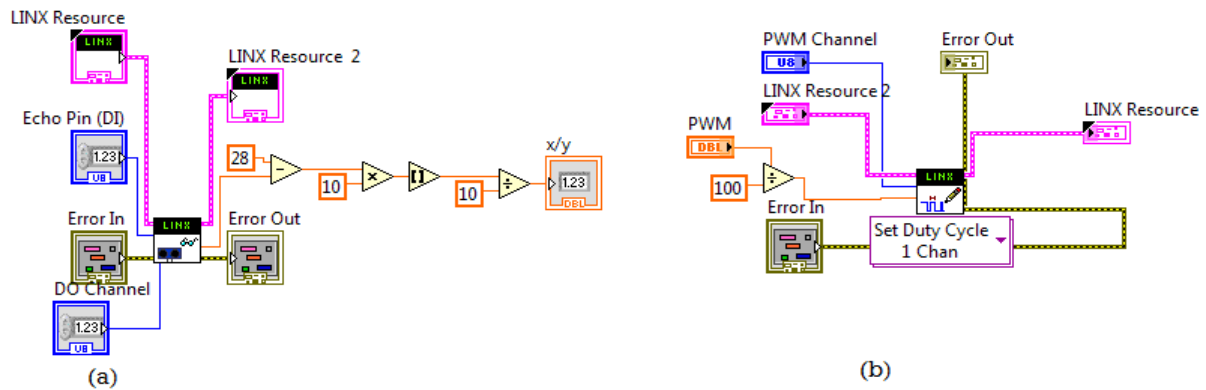 LINX Resource
LINX
LINX Resource 2
LINX
Echo Pin (DI)
1.23
U8
28
10
10
x/y
1.23
DBL
Error In
LINX
Error Out
DO Channel
1.23
U8
(a)
PWM Channel
U8
Error Out
LINX Resource 2
LINX Resource
PWM
DBL
100
LINX
Error In
Set Duty Cycle
1 Chan
(b)